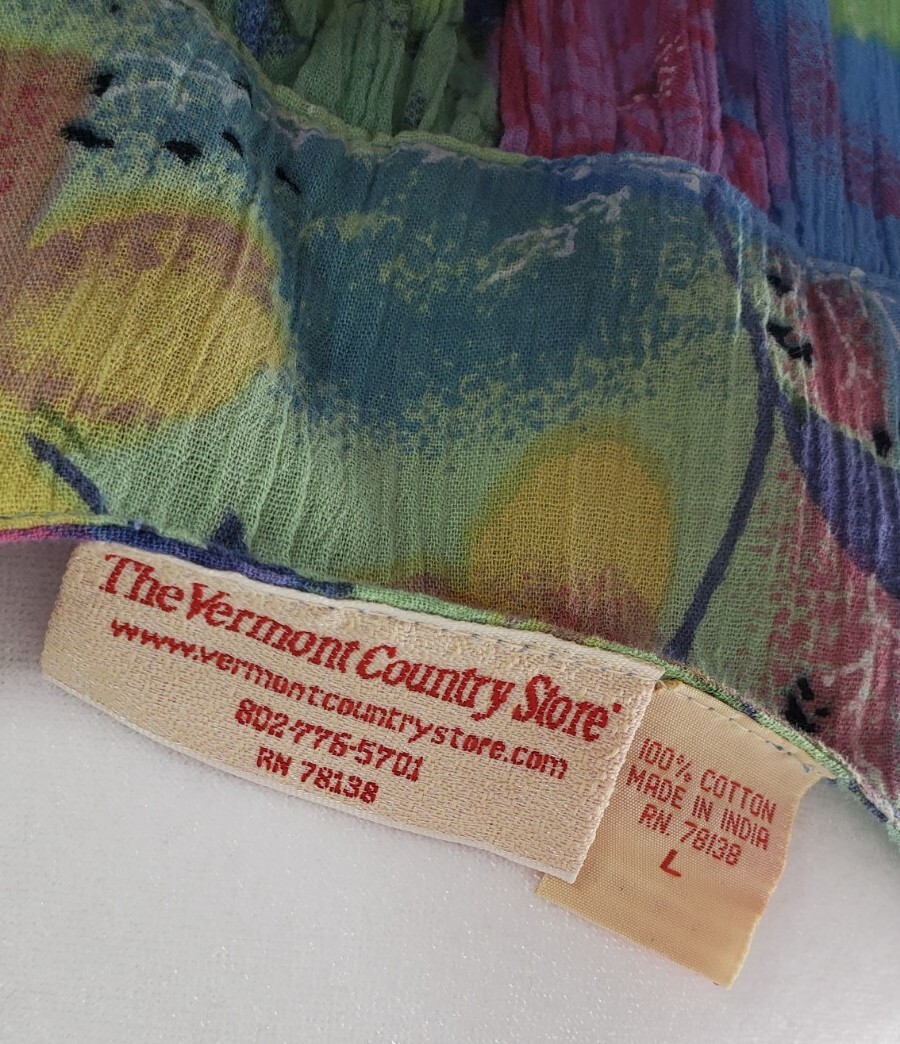 The Vermont Country Store®
www.vermontcountrystore.com
802-776-5701
RN 78138
100% COTTON
MADE IN INDIA
RN. 78138
L